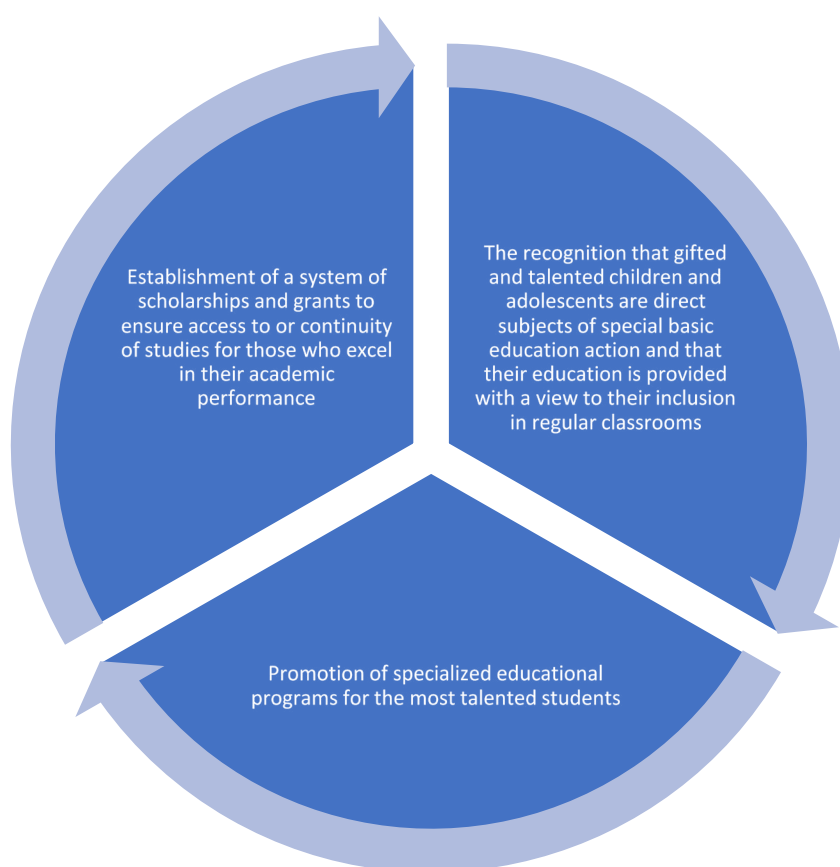 Establishment of a system of
scholarships and grants to
ensure access to or continuity
of studies for those who excel
in their academic
performance
The recognition that gifted
and talented children and
adolescents are direct
subjects of special basic
education action and that
their education is provided
with a view to their inclusion
in regular classrooms
Promotion of specialized educational
programs for the most talented students